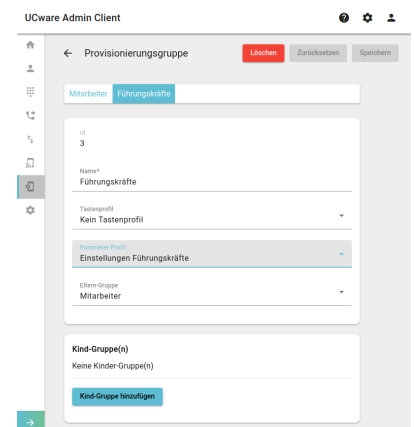 UCware Admin Client
Provisionierungsgruppe
Löschen
Zurücksetzen
Speichern
Mitarbeiter
Führungskräfte
Id
3
Name*
Führungskräfte
Tastenprofil
Kein Tastenprofil
Parameter-Profil
Einstellungen Führungskräfte
Eltern-Gruppe
Mitarbeiter
Kind-Gruppe(n)
Keine Kinder-Gruppe(n)
Kind-Gruppe hinzufügen